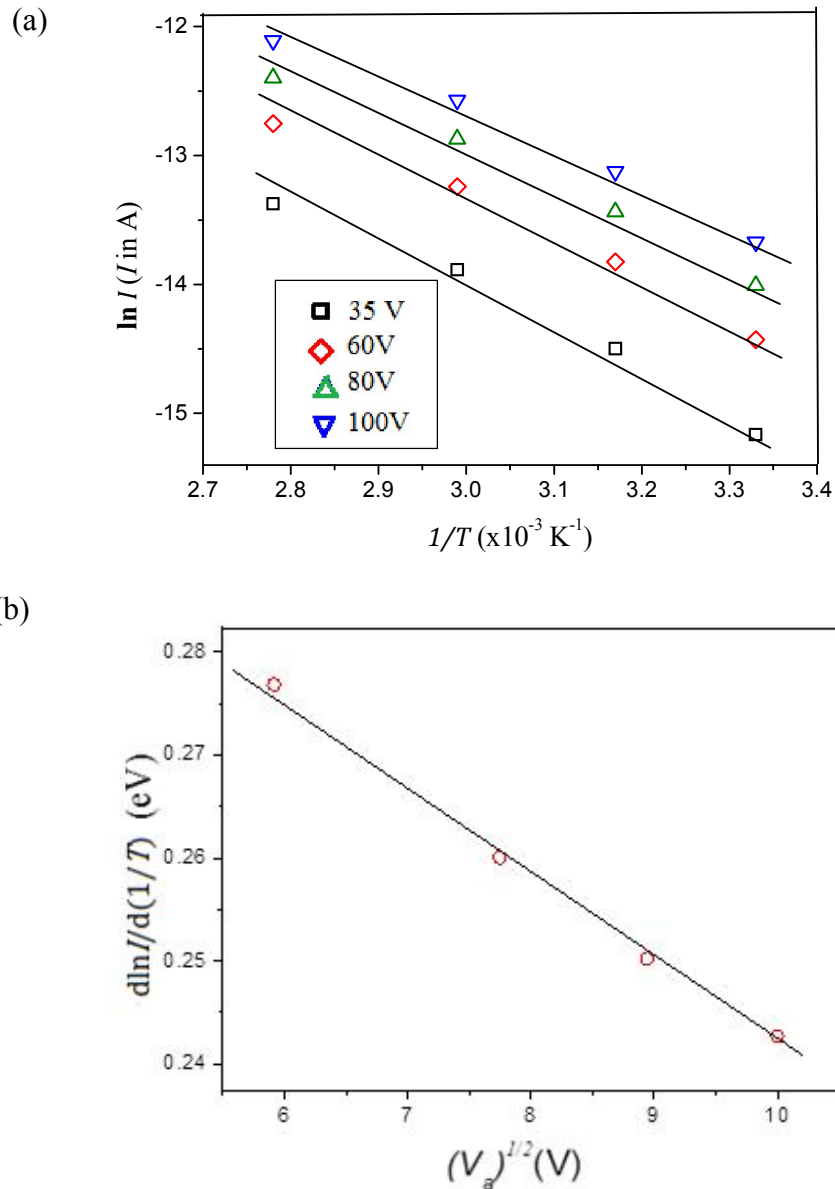 (a)
-12
-13
-14
-15
ln I (I in A)
35 V
60V
80V
100V
2.7 2.8 2.9 3.0 3.1 3.2 3.3 3.4
1/T (x10⁻³ K⁻¹)
(b)
0.28
0.27
0.26
0.25
0.24
dlnI/d(1/T) (eV)
6 7 8 9 10
(Vₐ)^1/2 (V)